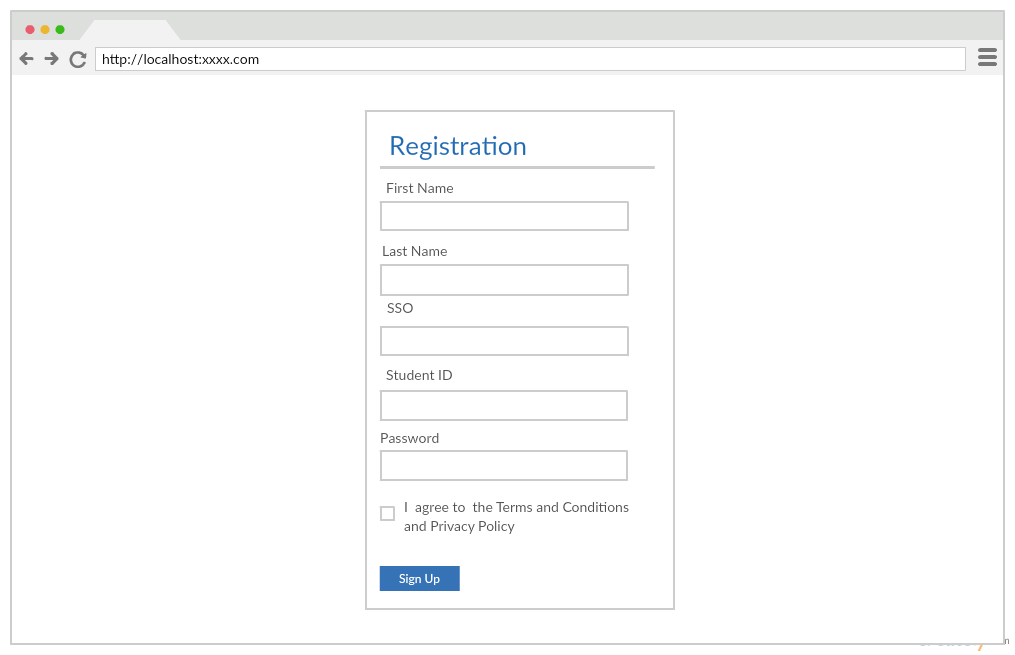 http://localhost:xxxx.com
Registration
First Name
Last Name
SSO
Student ID
Password
I agree to the Terms and Conditions
and Privacy Policy
Sign Up